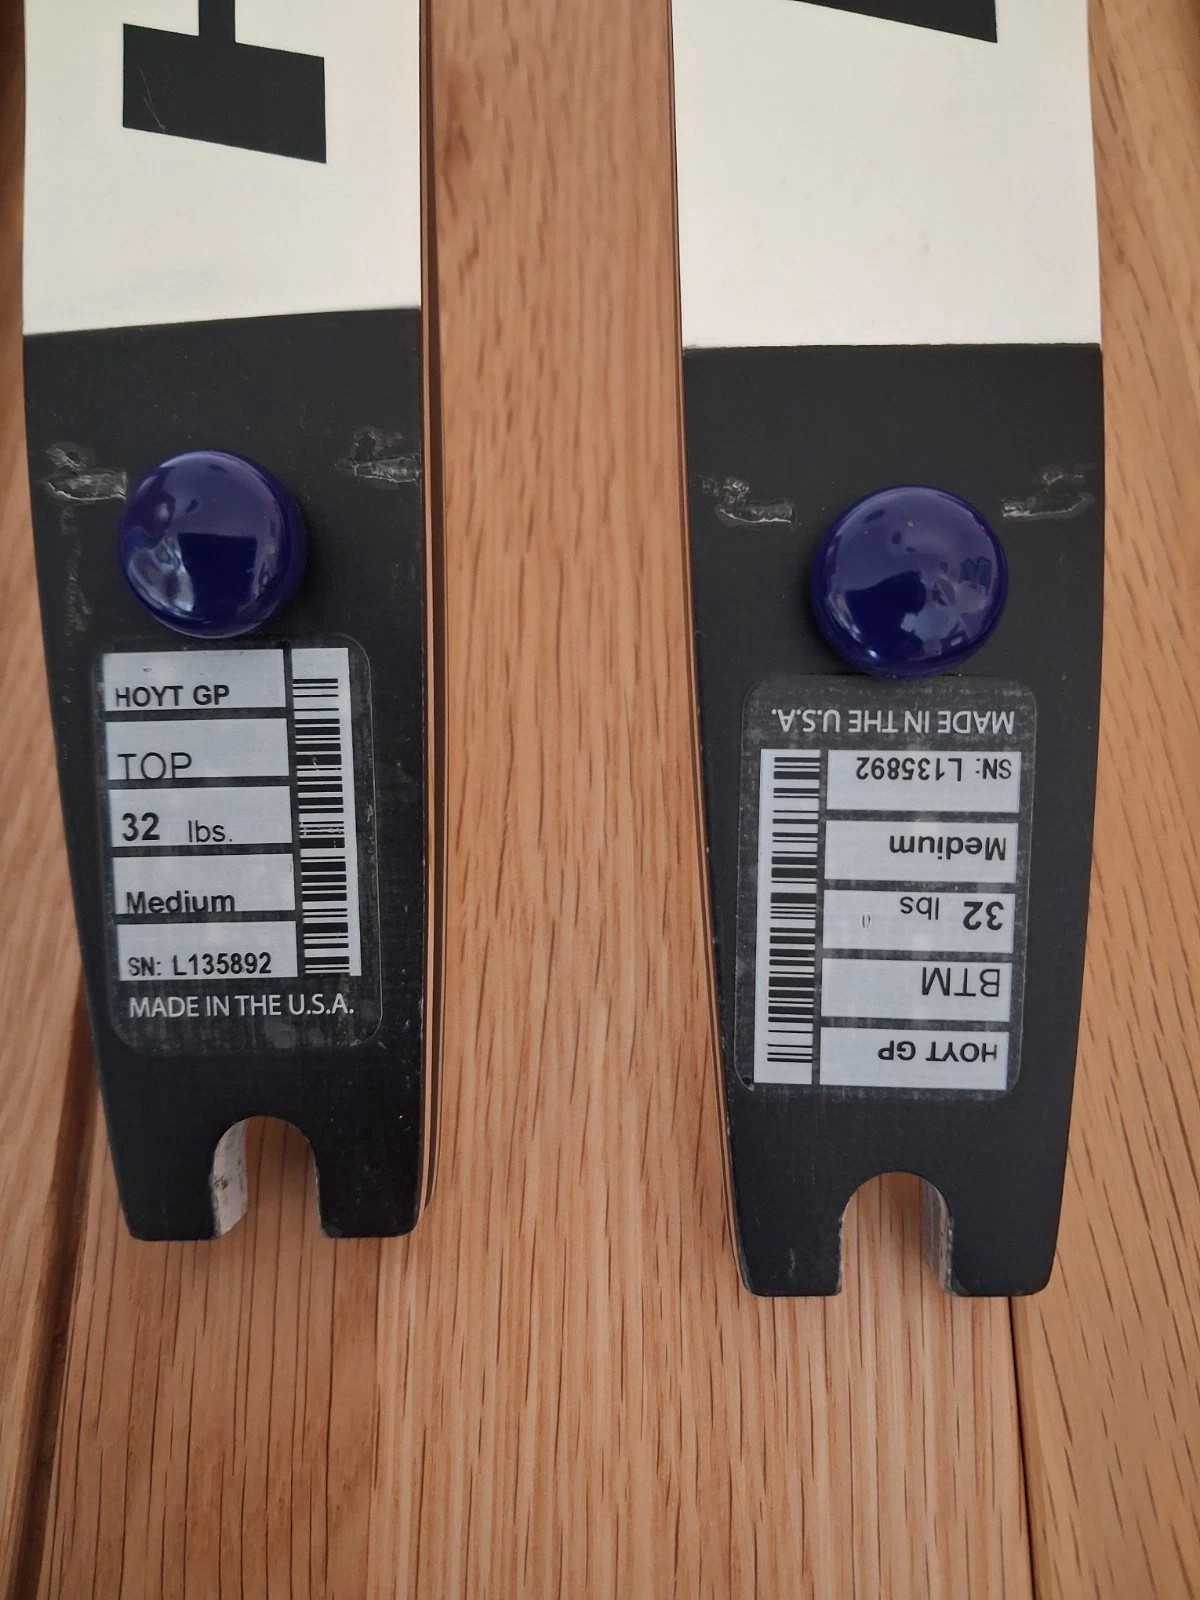 HOYT GP
TOP
32 lbs.
Medium
SN: L135892
MADE IN THE U.S.A.
HOYT GP
BTM
32 lbs
Medium
SN: L135892
MADE IN THE U.S.A.